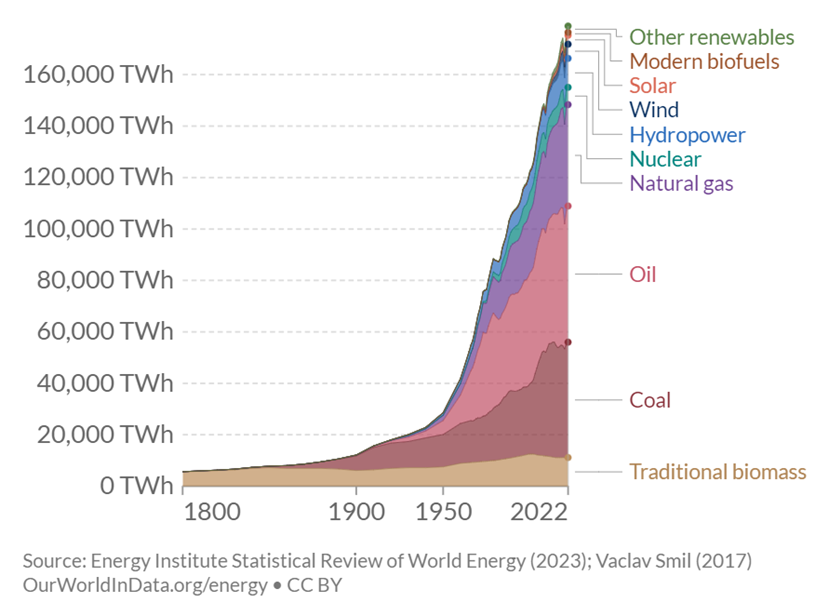 Other renewables
Modern biofuels
160,000 TWh
Solar
Wind
140,000 TWh
Hydropower
Nuclear
120,000 TWh
Natural gas
100,000 TWh
80,000 TWh
Oil
60,000 TWh
40,000 TWh
Coal
20,000 TWh
Traditional biomass
0 TWh
1800 1900 1950 2022
Source: Energy Institute Statistical Review of World Energy (2023); Vaclav Smil (2017)
OurWorldInData.org/energy • CC BY